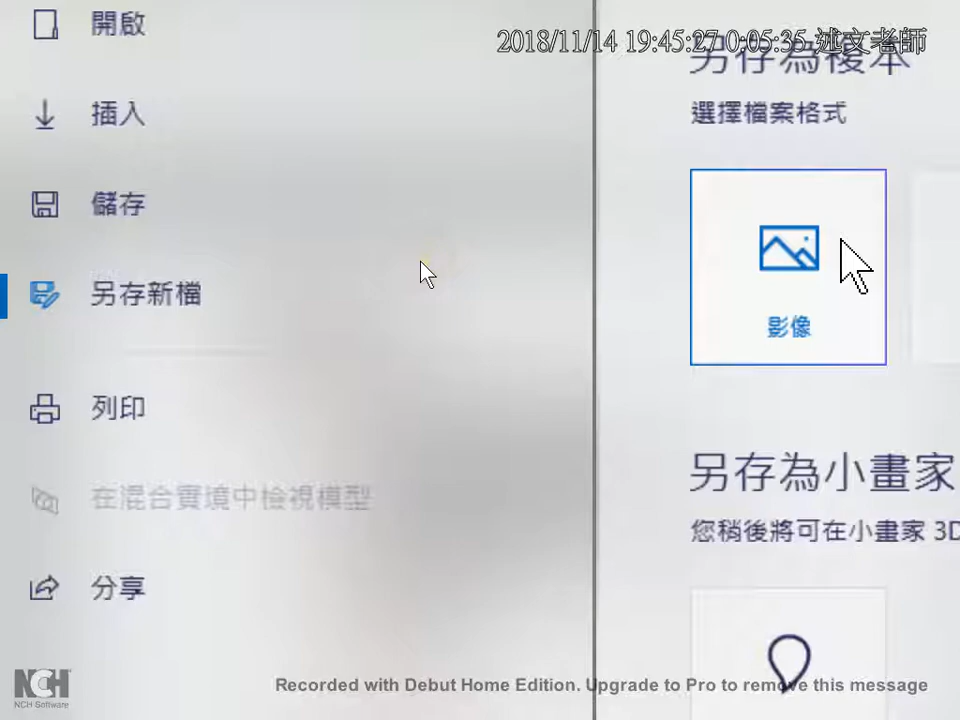 開啟
插入
儲存
另存新檔
列印
在混合實境中檢視模型
分享
2018/11/14 19:45:27 0:05:35 述文老師
另存為複本
選擇檔案格式
影像
另存為小畫家
您稍後將可在小畫家 3D
NCH
NCH Software
Recorded with Debut Home Edition. Upgrade to Pro to remove this message